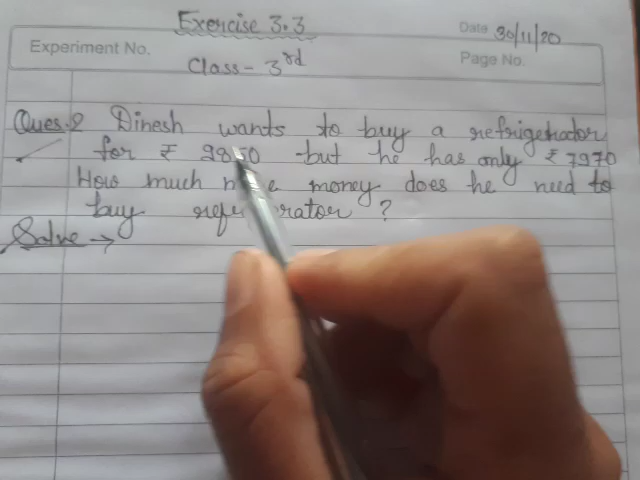 Exercise 3.3
Date 30/11/20
Experiment No.
Class - 3rd
Page No.
Ques.2 Dinesh wants to buy a refrigerator
for ₹ but he has only ₹ 7970
How much money does he need to
buy ?
Solve →